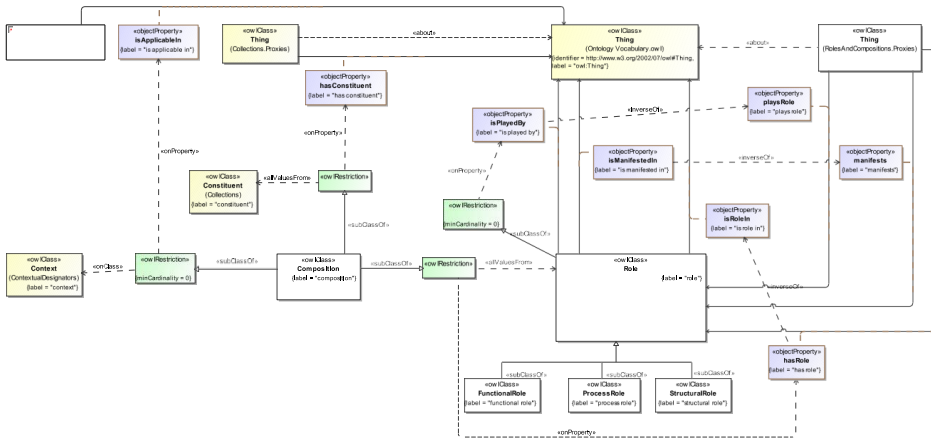 «objectProperty»
isApplicableIn
{label = "is applicable in"}
«owlClass»
Thing
(Collections.Proxies)
«about»
«owlClass»
Thing
(Ontology Vocabulary.owl)
{identifier = http://www.w3.org/2002/07/owl#Thing,
label = "owl:Thing"}
«about»
«owlClass»
Thing
(RolesAndCompositions.Proxies)
«objectProperty»
hasConstituent
{label = "has constituent"}
«objectProperty»
playsRole
{label = "plays role"}
«inverseOf»
«objectProperty»
isPlayedBy
{label = "is played by"}
«onProperty»
«onProperty»
«objectProperty»
isManifestedIn
{label = "is manifested in"}
«inverseOf»
«objectProperty»
manifests
{label = "manifests"}
«onProperty»
«owlClass»
Constituent
(Collections)
{label = "constituent"}
«allValuesFrom»
«owlRestriction»
«owlRestriction»
{minCardinality = 0}
«objectProperty»
isRoleIn
{label = "is role in"}
«subClassOf»
«subClassOf»
«owlClass»
Context
(ContextualDesignators)
{label = "context"}
«onClass»
«owlRestriction»
{minCardinality = 0}
«subClassOf»
«owlClass»
Composition
{label = "composition"}
«subClassOf»
«owlRestriction»
«allValuesFrom»
«owlClass»
Role
{label = "role"}
«inverseOf»
«objectProperty»
hasRole
{label = "has role"}
«subClassOf»
«subClassOf»
«subClassOf»
«owlClass»
FunctionalRole
{label = "functional role"}
«owlClass»
ProcessRole
{label = "process role"}
«owlClass»
StructuralRole
{label = "structural role"}
«onProperty»